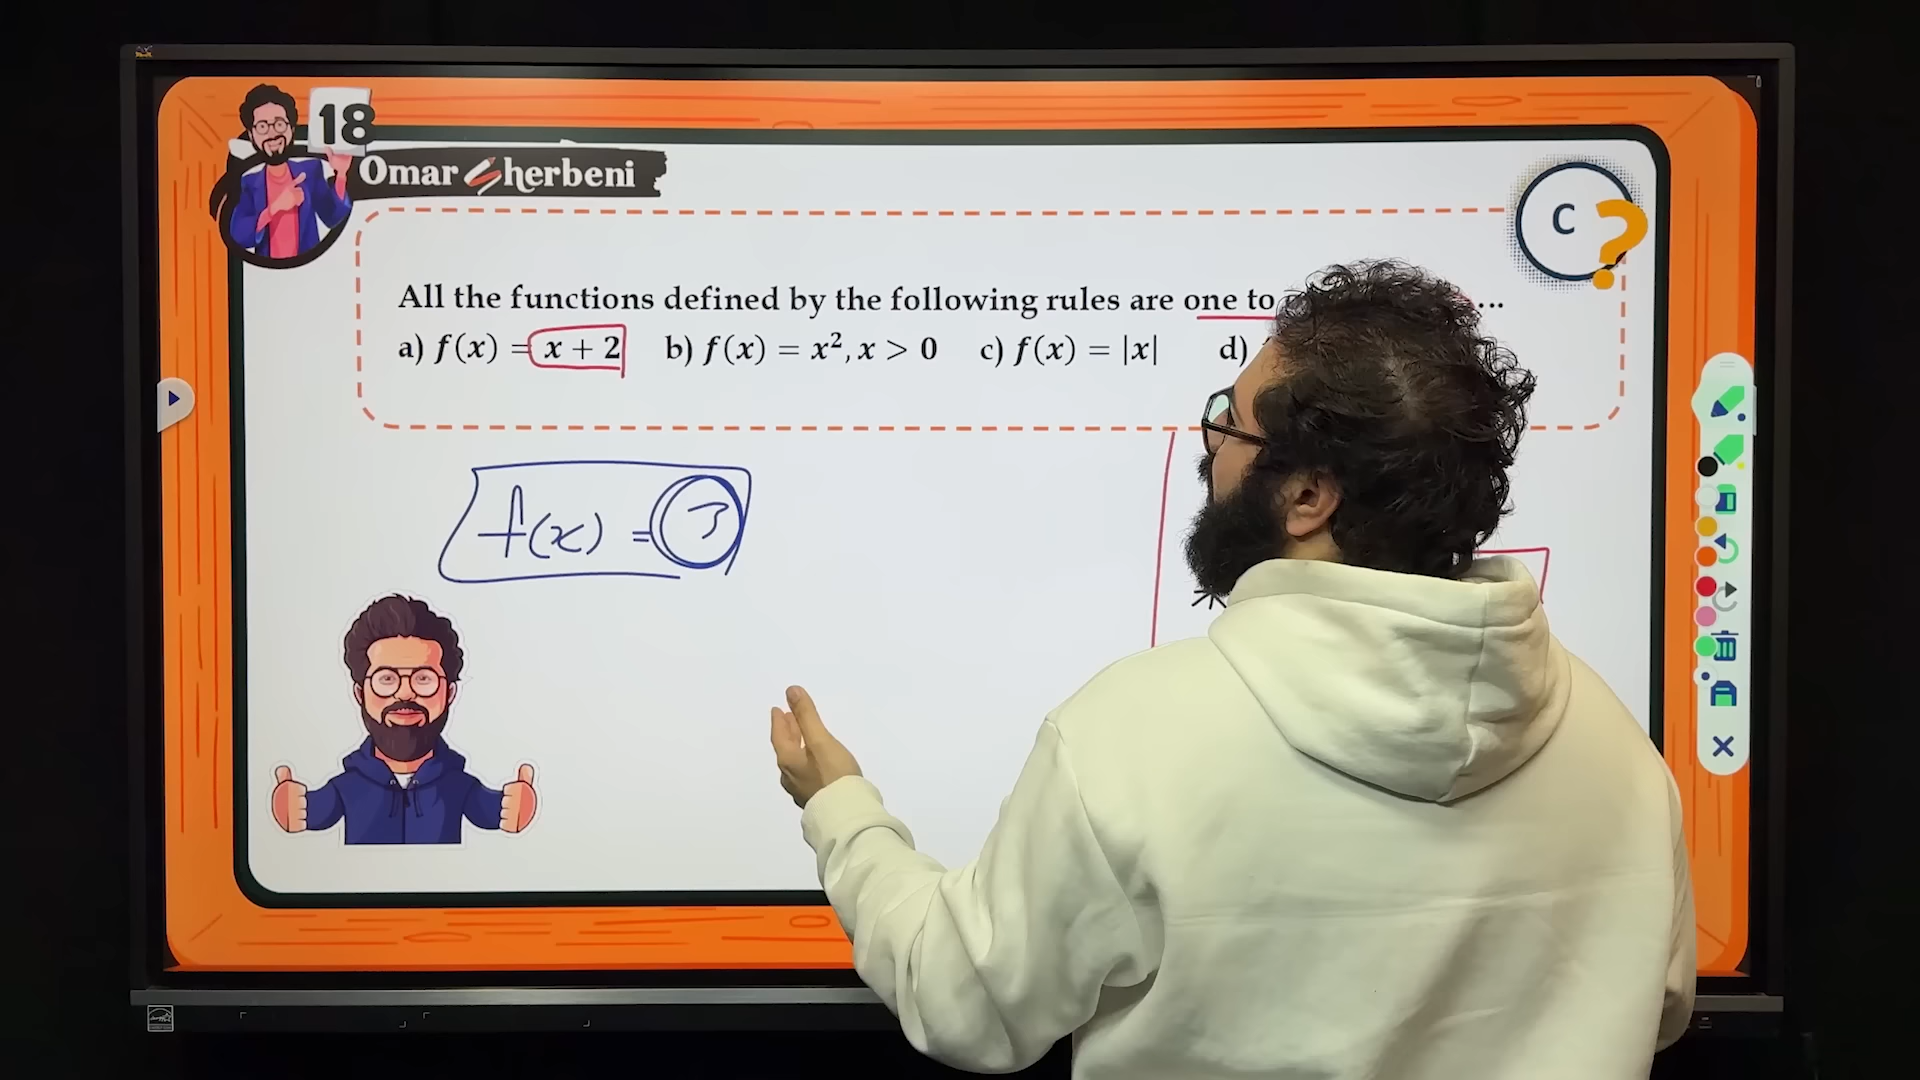 18
Omar Sherbeni
C ?
All the functions defined by the following rules are one to ...
a) f(x) = x + 2 b) f(x) = x², x > 0 c) f(x) = |x| d)
f(x) =